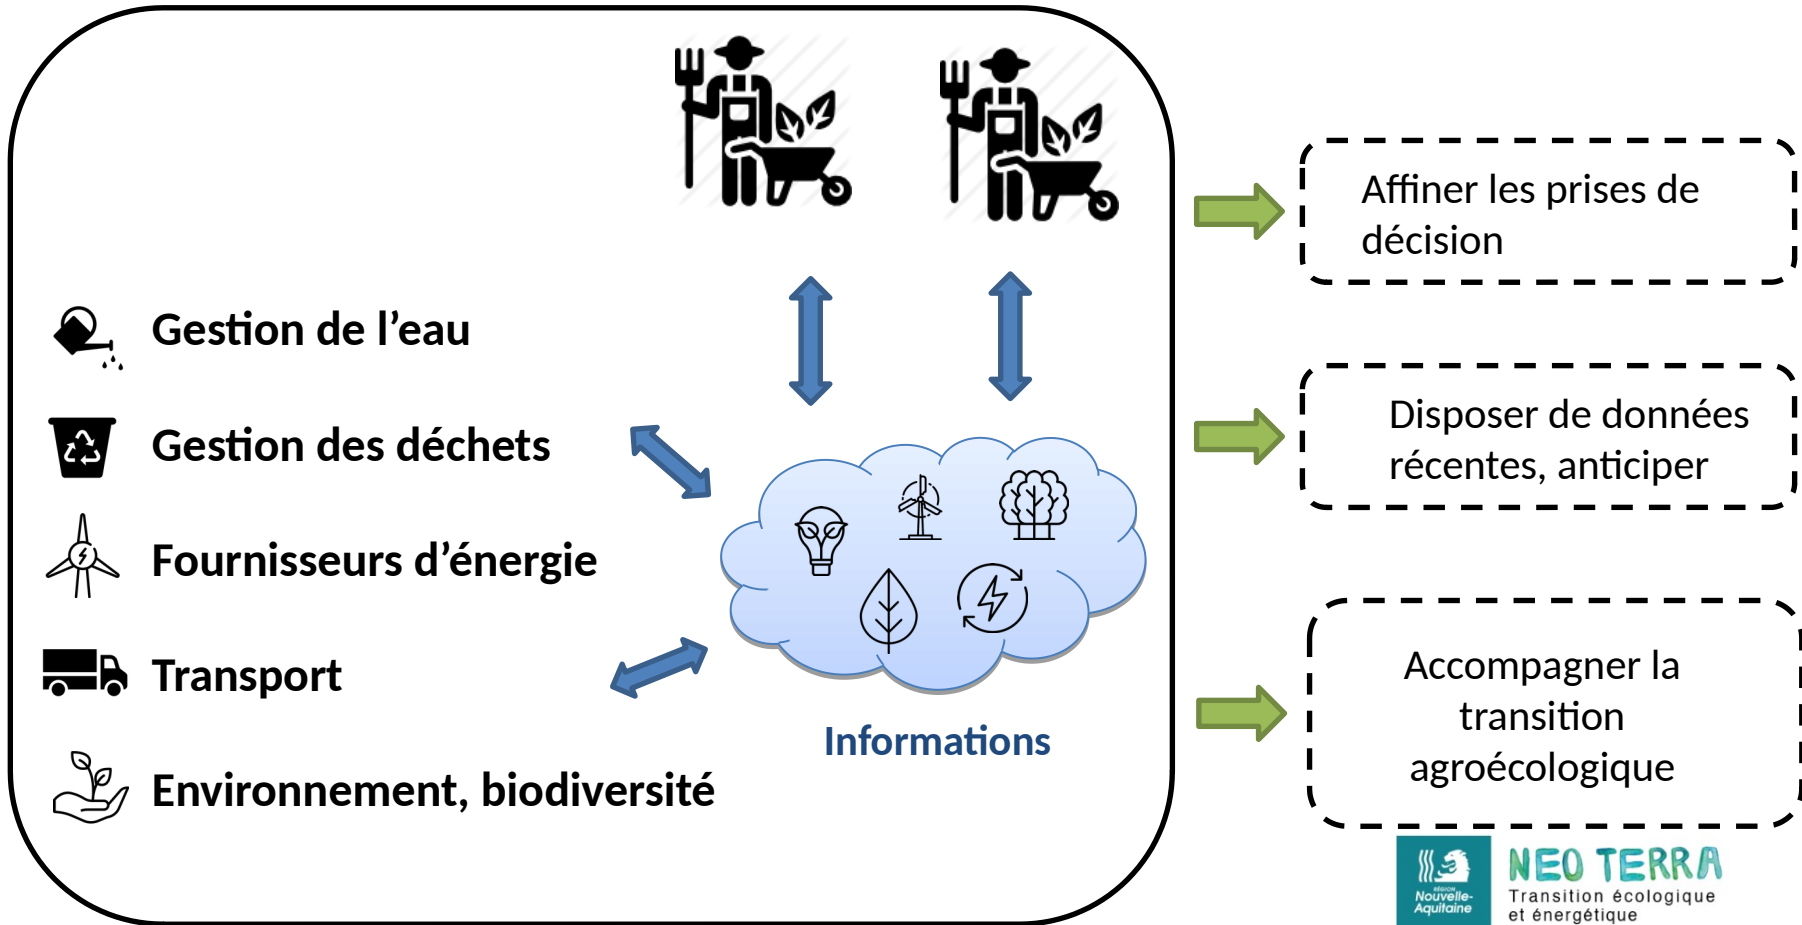 Gestion de l’eau
Gestion des déchets
Fournisseurs d’énergie
Transport
Environnement, biodiversité
Informations
Affiner les prises de
décision
Disposer de données
récentes, anticiper
Accompagner la
transition
agroécologique
RÉGION
Nouvelle-
Aquitaine
NEO TERRA
Transition écologique
et énergétique